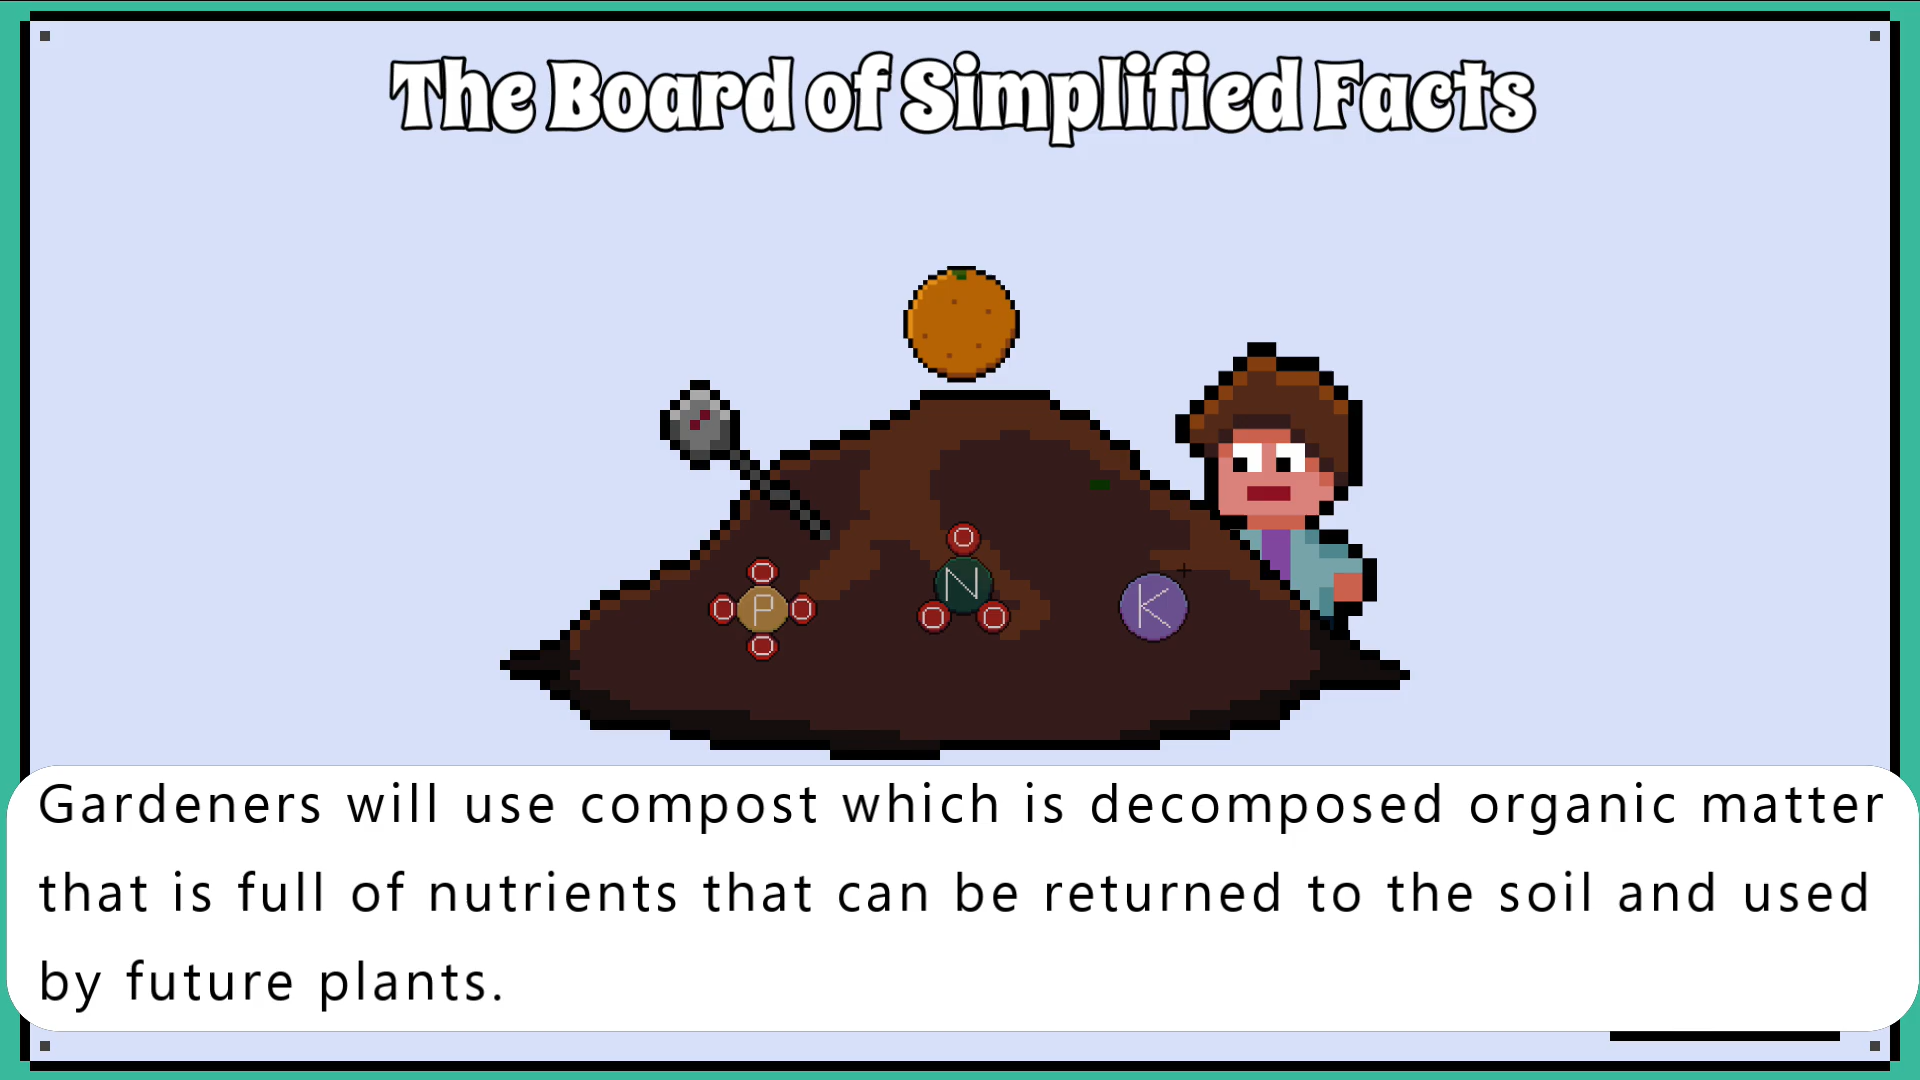 The Board of Simplified Facts
O
O
N
K
O P O
O O
O
Gardeners will use compost which is decomposed organic matter
that is full of nutrients that can be returned to the soil and used
by future plants.